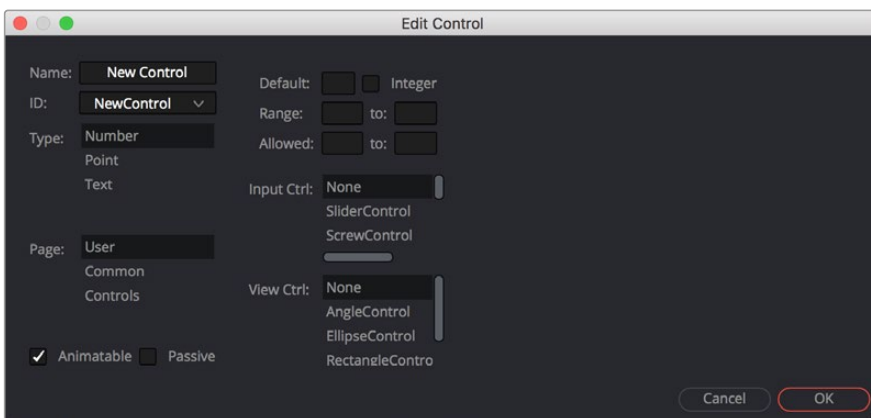 Edit Control
Name: New Control
ID: NewControl
Type: Number
Point
Text
Page: User
Common
Controls
Animatable Passive
Default: Integer
Range: to:
Allowed: to:
Input Ctrl: None
SliderControl
ScrewControl
View Ctrl: None
AngleControl
EllipseControl
RectangleContro
Cancel OK